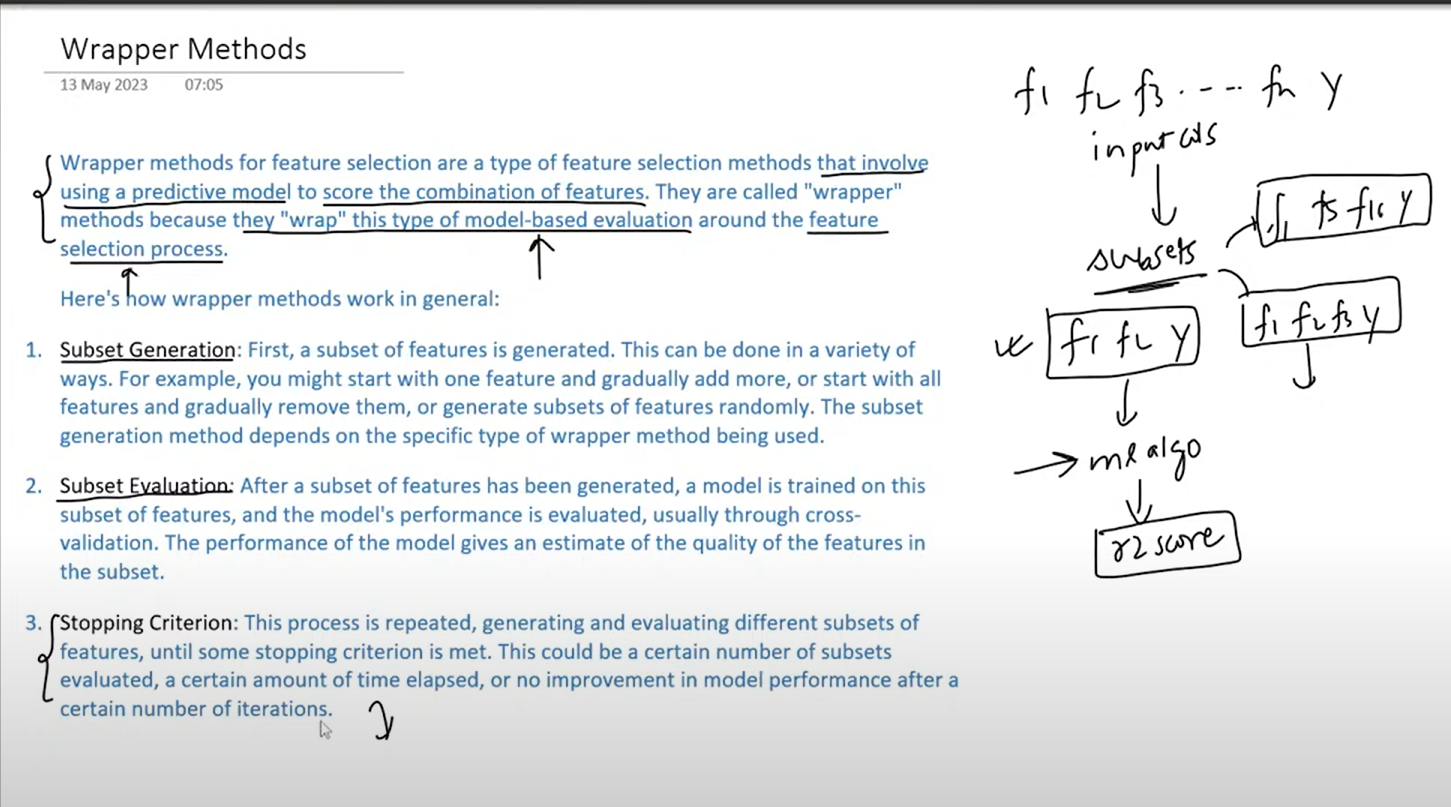 Wrapper Methods
13 May 2023 07:05
Wrapper methods for feature selection are a type of feature selection methods that involve
using a predictive model to score the combination of features. They are called "wrapper"
methods because they "wrap" this type of model-based evaluation around the feature
selection process.
Here's how wrapper methods work in general:
1. Subset Generation: First, a subset of features is generated. This can be done in a variety of
ways. For example, you might start with one feature and gradually add more, or start with all
features and gradually remove them, or generate subsets of features randomly. The subset
generation method depends on the specific type of wrapper method being used.
2. Subset Evaluation: After a subset of features has been generated, a model is trained on this
subset of features, and the model's performance is evaluated, usually through cross-
validation. The performance of the model gives an estimate of the quality of the features in
the subset.
3. Stopping Criterion: This process is repeated, generating and evaluating different subsets of
features, until some stopping criterion is met. This could be a certain number of subsets
evaluated, a certain amount of time elapsed, or no improvement in model performance after a
certain number of iterations.
f1 f2 f3 ---- fn y
input cols
f1 f5 f16 y
subsets
f1 f2 y
f1 f2 f3 y
ml algo
r2 score